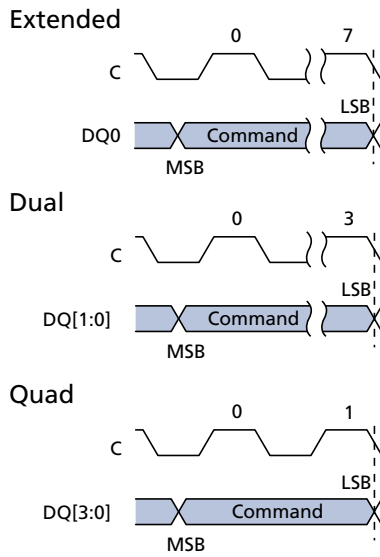 Extended
0 7
C
LSB
DQ0 Command
MSB
Dual
0 3
C
LSB
DQ[1:0] Command
MSB
Quad
0 1
C
LSB
DQ[3:0] Command
MSB